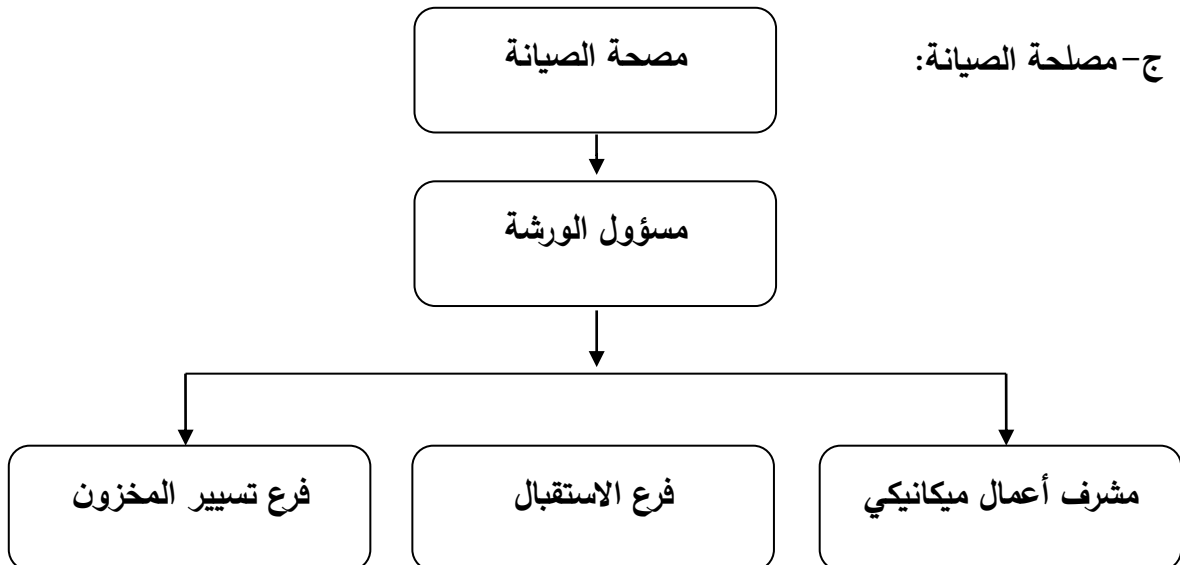 ج-مصلحة الصيانة:
مصحة الصيانة
مسؤول الورشة
مشرف أعمال ميكانيكي
فرع الاستقبال
فرع تسيير المخزون